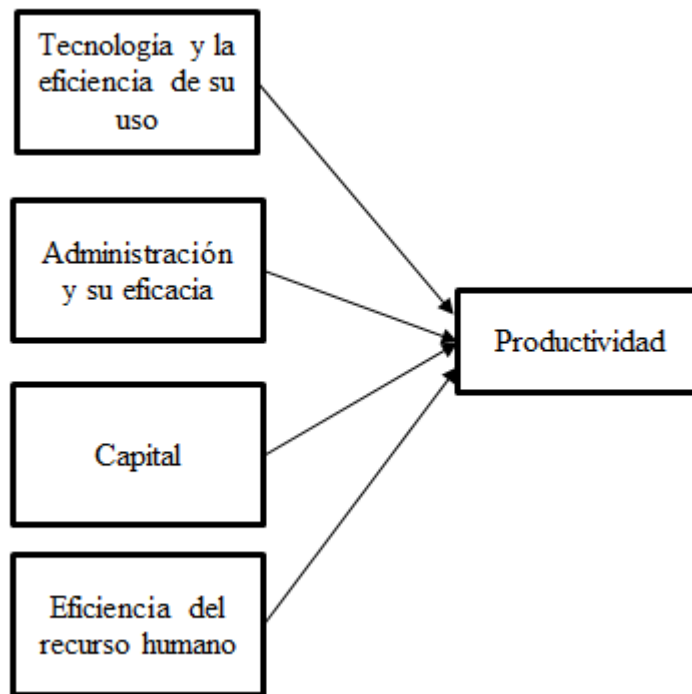 Tecnología y la
eficiencia de su
uso
Administración
y su eficacia
Productividad
Capital
Eficiencia del
recurso humano